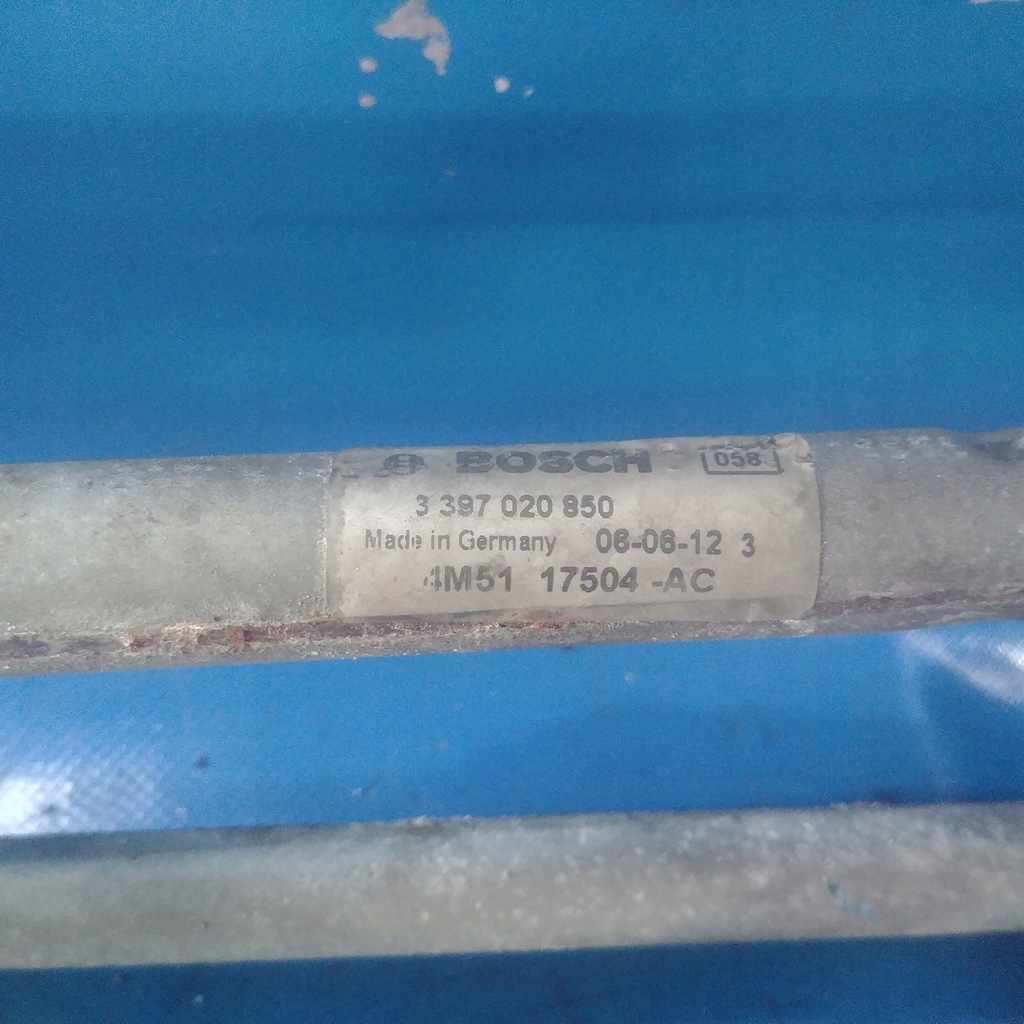 BOSCH 058
3 397 020 850
Made in Germany 06-06-12 3
4M51 17504 -AC